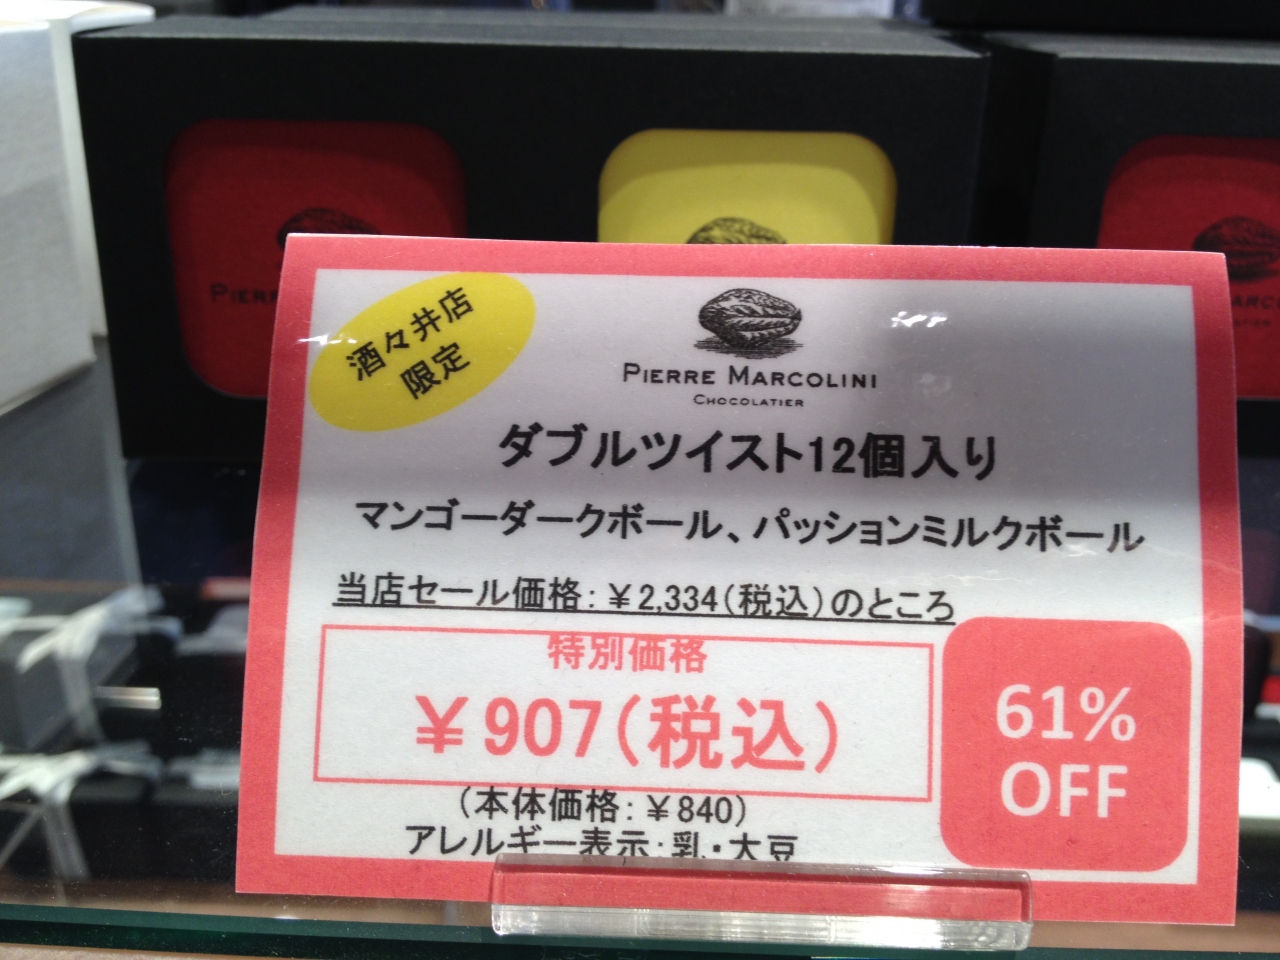 酒々井店
限定
PIERRE MARCOLINI
CHOCOLATIER
ダブルツイスト12個入り
マンゴーダークボール、パッションミルクボール
当店セール価格:¥2,334(税込)のところ
特別価格
¥907(税込)
61%
OFF
(本体価格:¥840)
アレルギー表示:乳・大豆